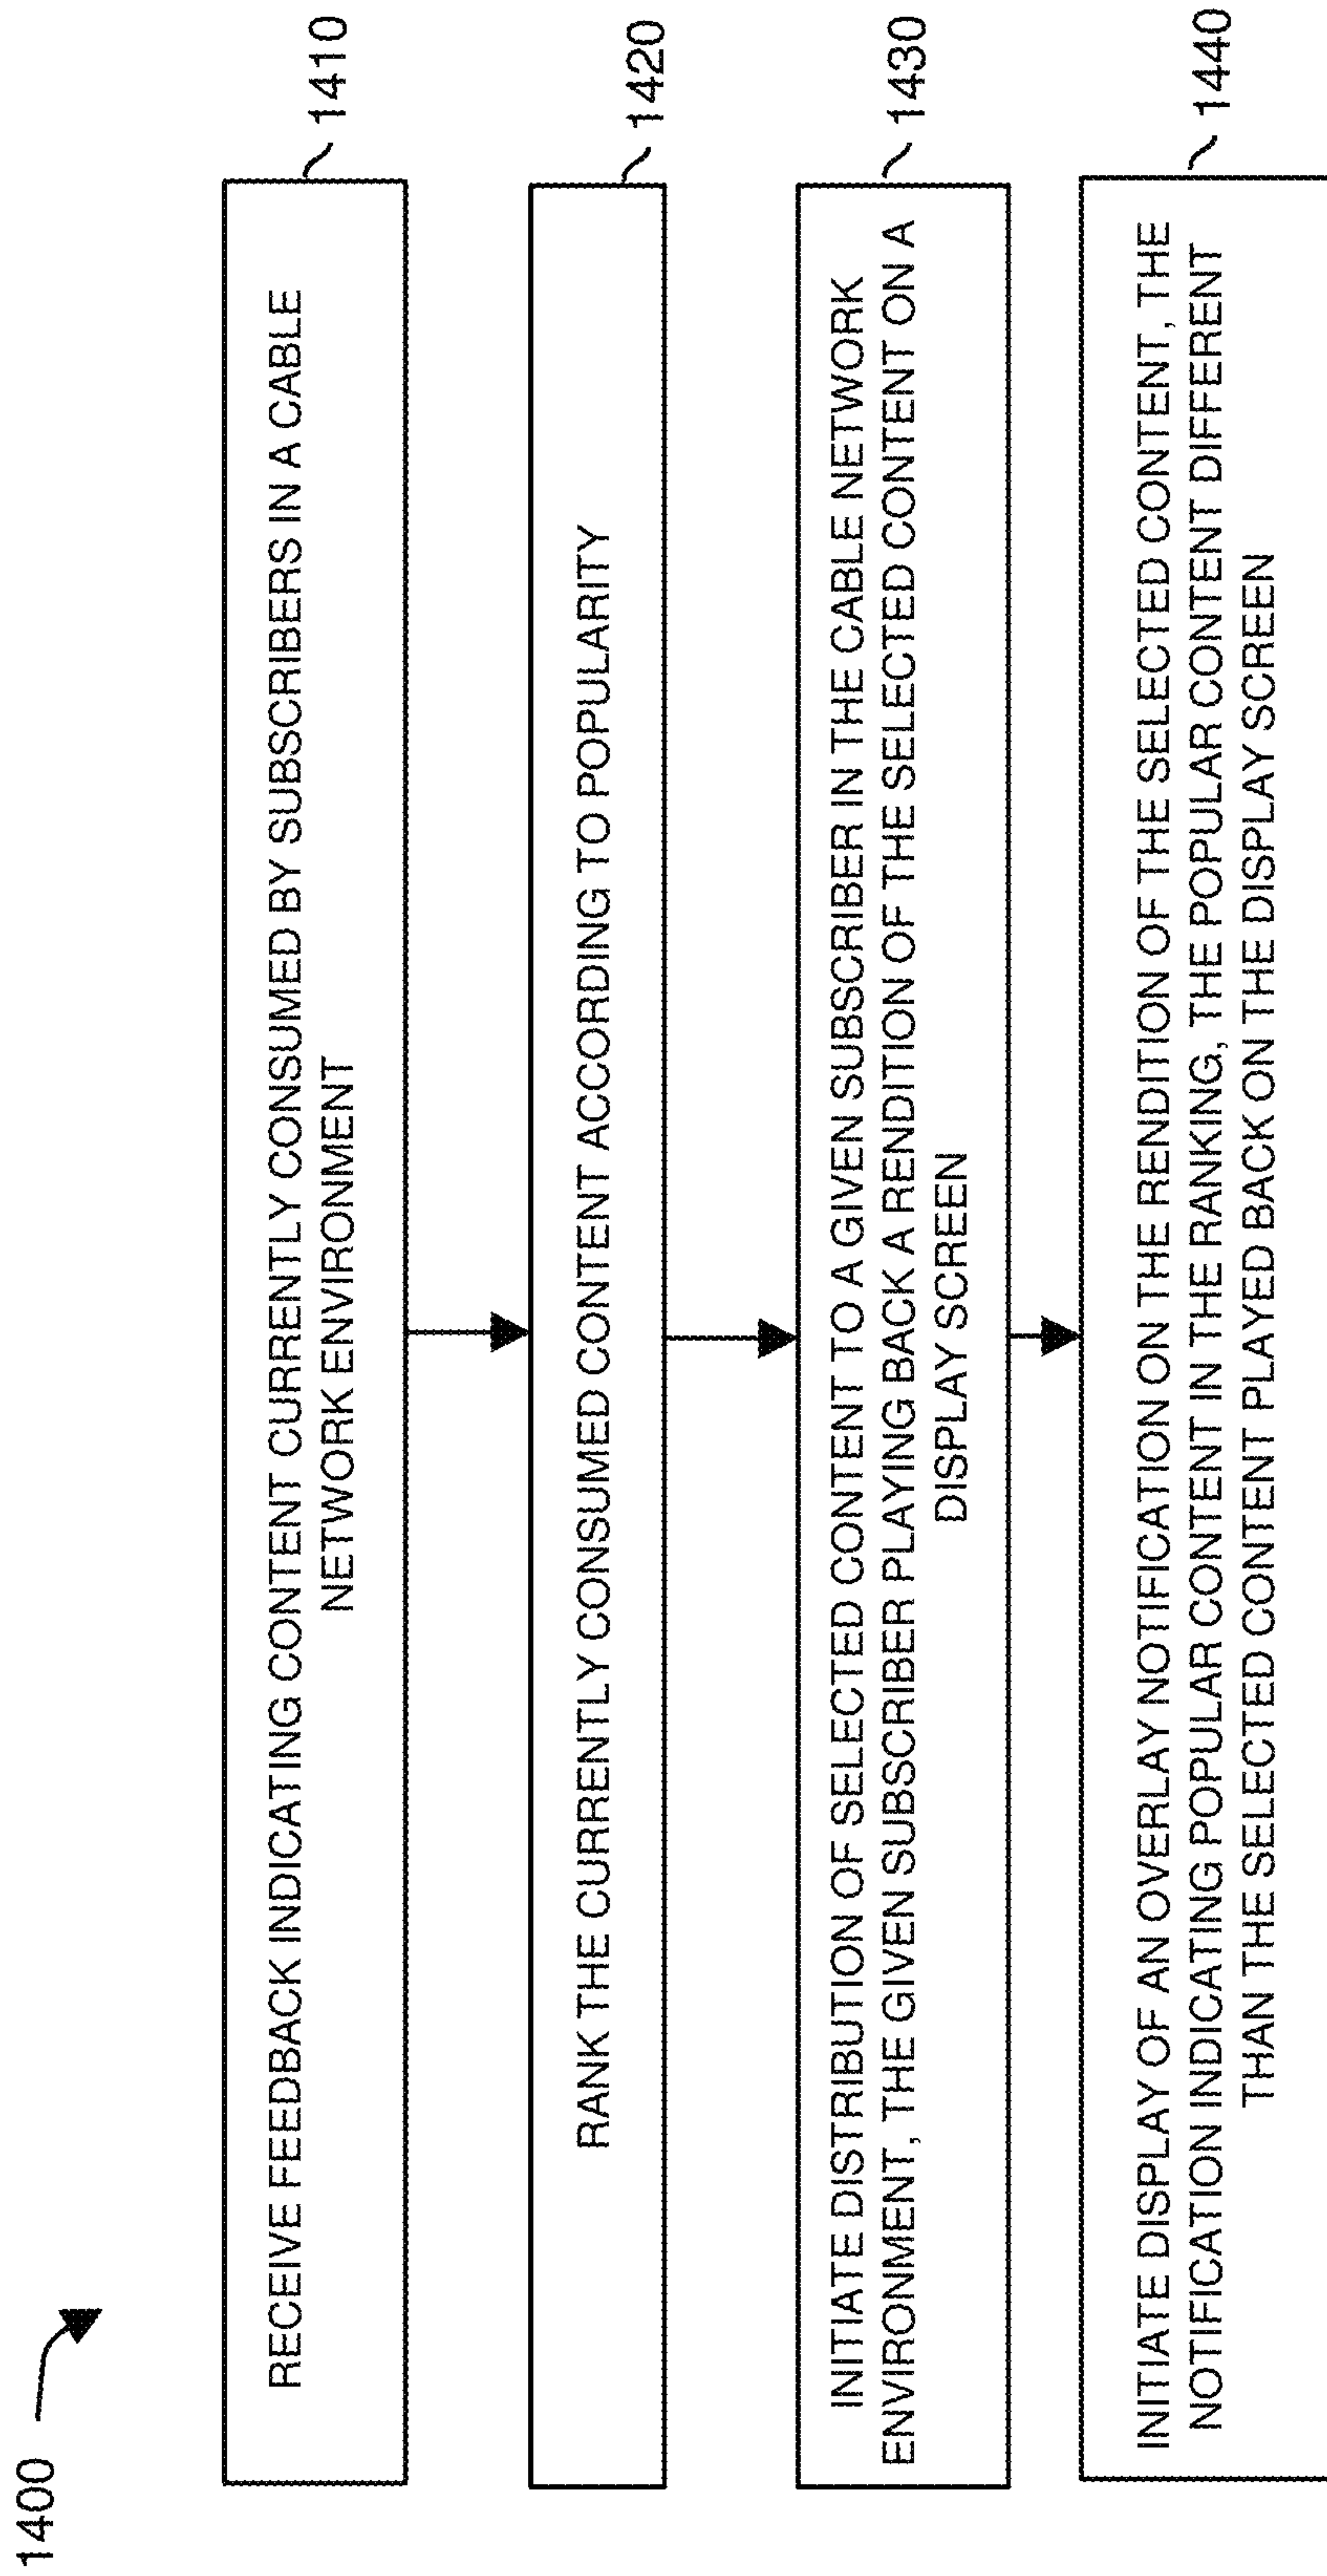 1400
RECEIVE FEEDBACK INDICATING CONTENT CURRENTLY CONSUMED BY SUBSCRIBERS IN A CABLE
NETWORK ENVIRONMENT
1410
RANK THE CURRENTLY CONSUMED CONTENT ACCORDING TO POPULARITY
1420
INITIATE DISTRIBUTION OF SELECTED CONTENT TO A GIVEN SUBSCRIBER IN THE CABLE NETWORK
ENVIRONMENT, THE GIVEN SUBSCRIBER PLAYING BACK A RENDITION OF THE SELECTED CONTENT ON A
DISPLAY SCREEN
1430
INITIATE DISPLAY OF AN OVERLAY NOTIFICATION ON THE RENDITION OF THE SELECTED CONTENT, THE
NOTIFICATION INDICATING POPULAR CONTENT IN THE RANKING, THE POPULAR CONTENT DIFFERENT
THAN THE SELECTED CONTENT PLAYED BACK ON THE DISPLAY SCREEN
1440